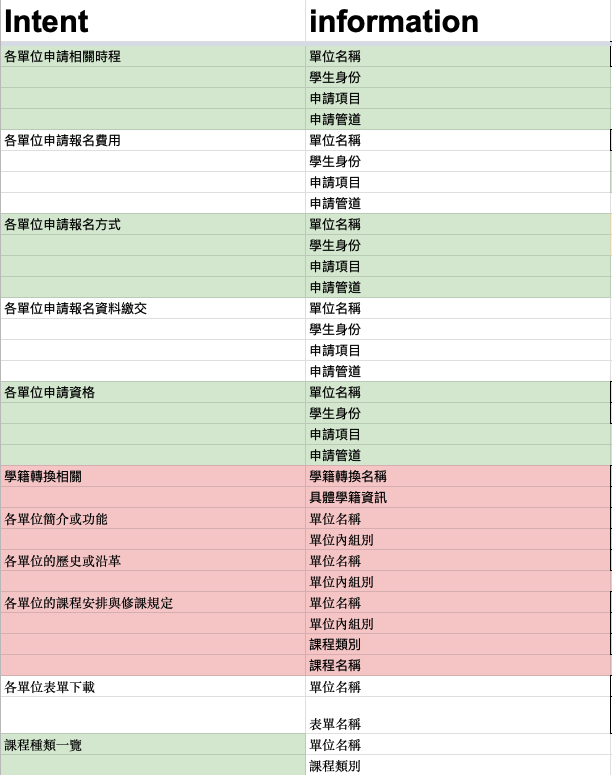 Intent information
各單位申請相關時程 單位名稱
學生身份
申請項目
申請管道
各單位申請報名費用 單位名稱
學生身份
申請項目
申請管道
各單位申請報名方式 單位名稱
學生身份
申請項目
申請管道
各單位申請報名資料繳交 單位名稱
學生身份
申請項目
申請管道
各單位申請資格 單位名稱
學生身份
申請項目
申請管道
學籍轉換相關 學籍轉換名稱
具體學籍資訊
各單位簡介或功能 單位名稱
單位內組別
各單位的歷史或沿革 單位名稱
單位內組別
各單位的課程安排與修課規定 單位名稱
單位內組別
課程類別
課程名稱
各單位表單下載 單位名稱
表單名稱
課程種類一覽 單位名稱
課程類別